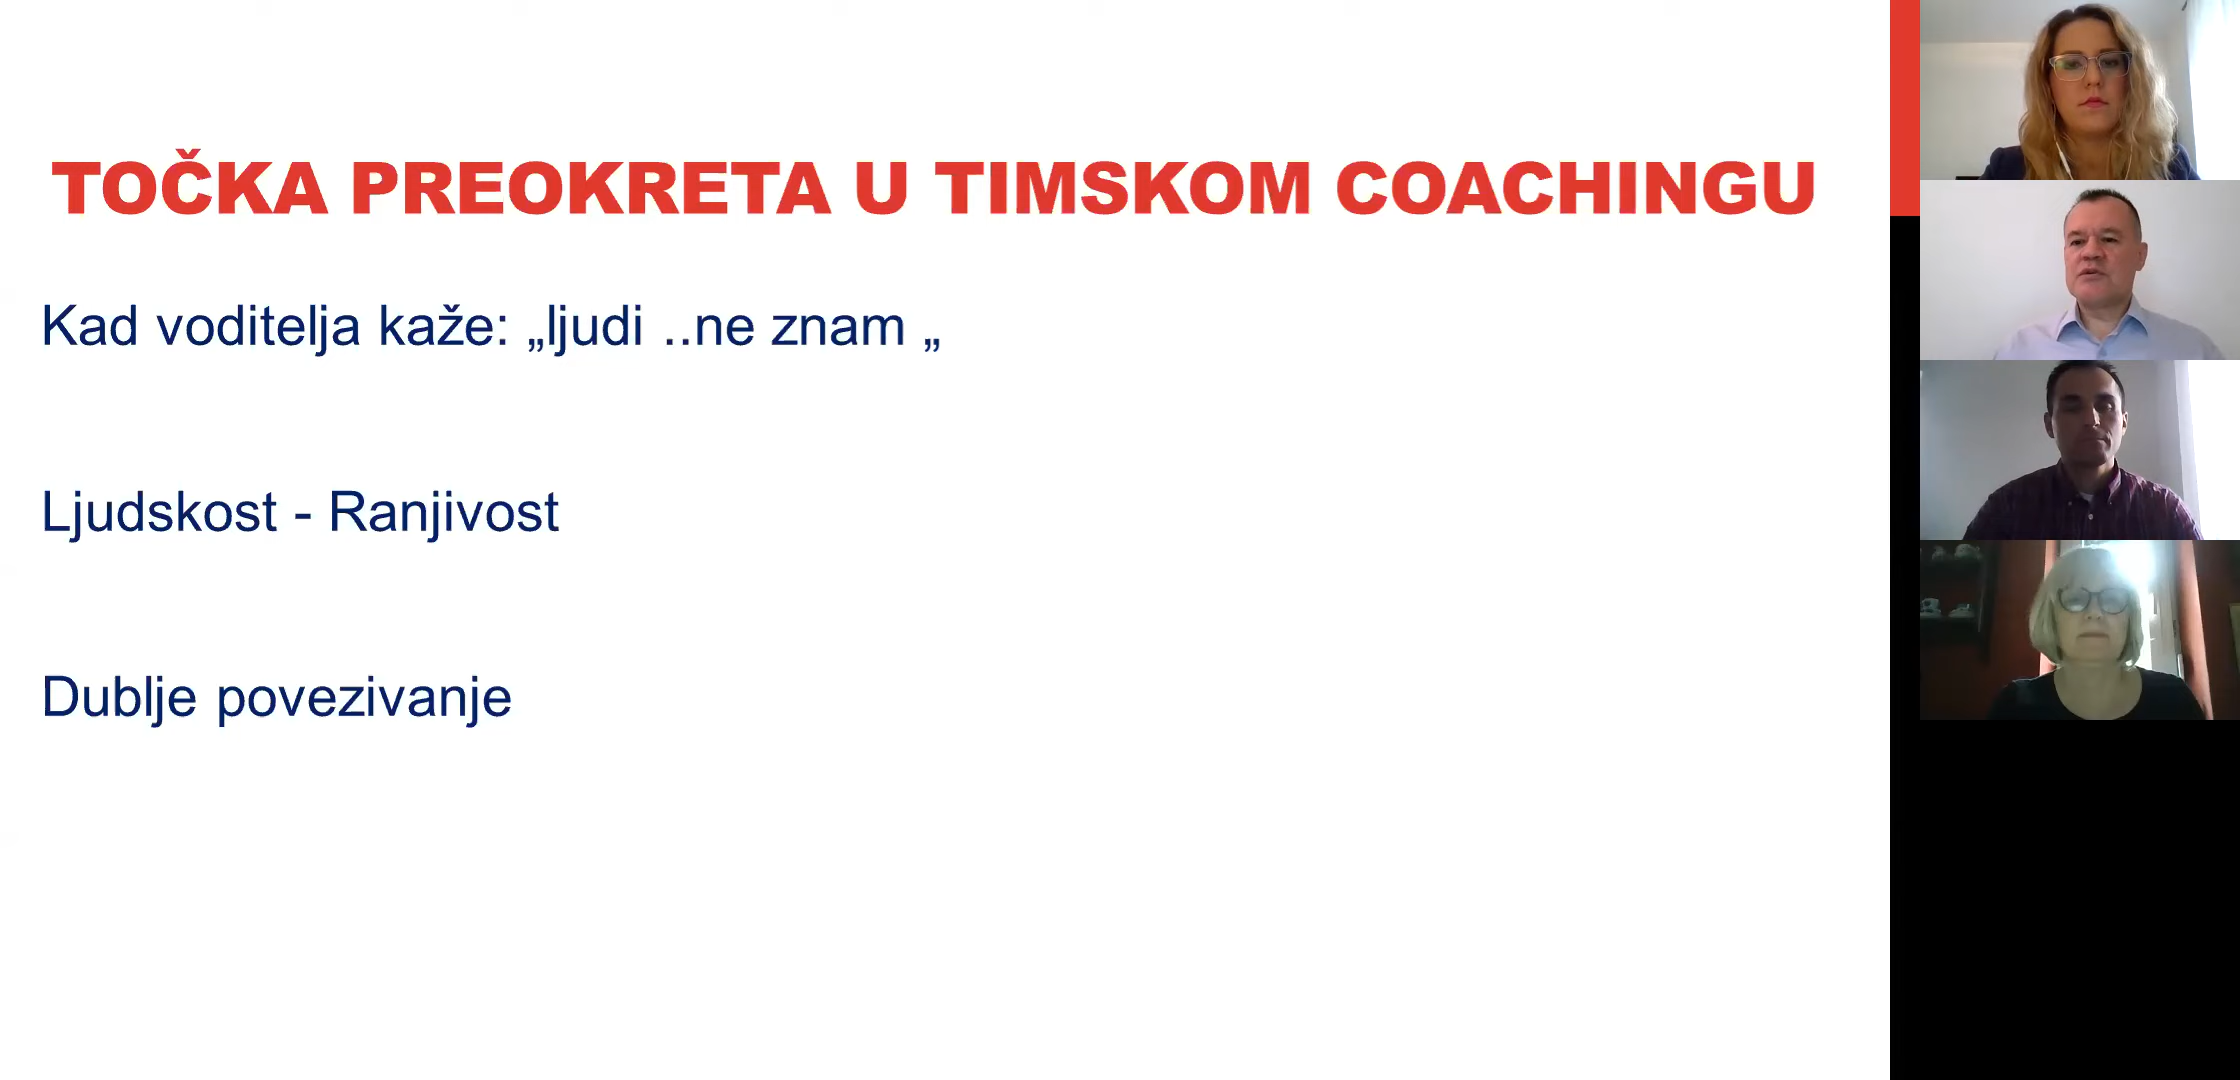 TOČKA PREOKRETA U TIMSKOM COACHINGU
Kad voditelja kaže: „ljudi ..ne znam „
Ljudskost - Ranjivost
Dublje povezivanje